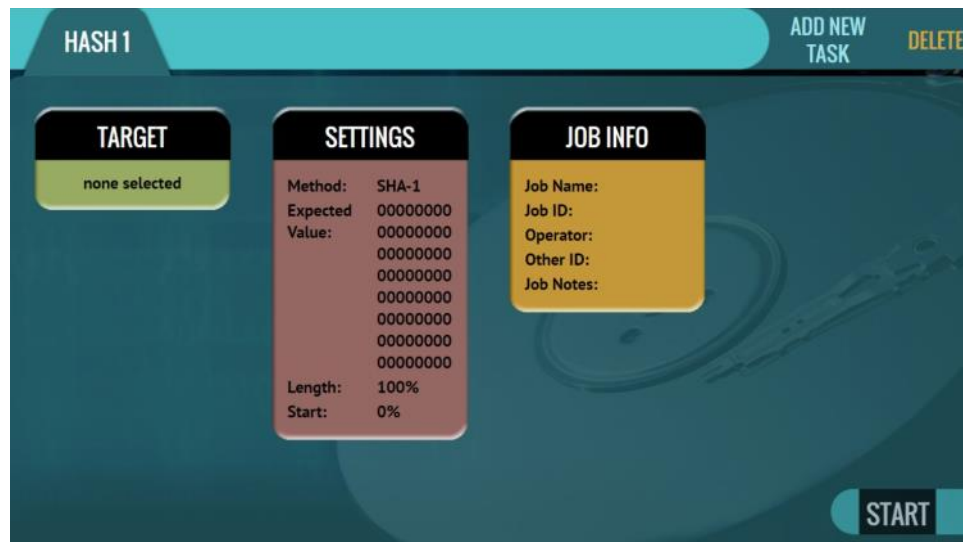 HASH 1
ADD NEW
TASK
DELETE
TARGET
none selected
SETTINGS
Method: SHA-1
Expected 00000000
Value: 00000000
00000000
00000000
00000000
00000000
00000000
00000000
Length: 100%
Start: 0%
JOB INFO
Job Name:
Job ID:
Operator:
Other ID:
Job Notes:
START